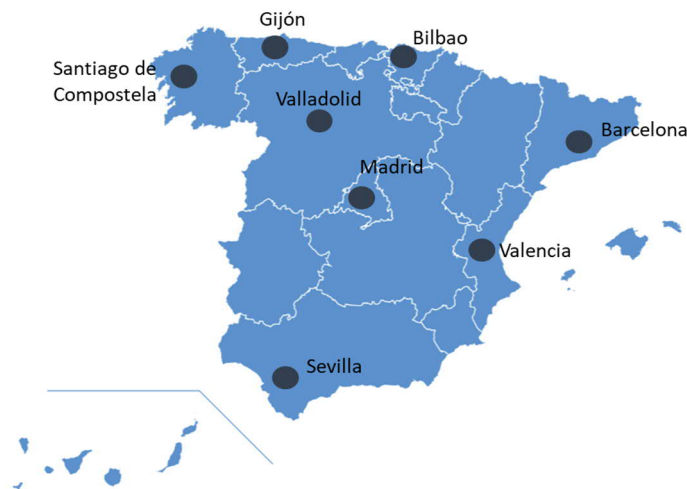 Gijón
Bilbao
Santiago de
Compostela
Valladolid
Barcelona
Madrid
Valencia
Sevilla